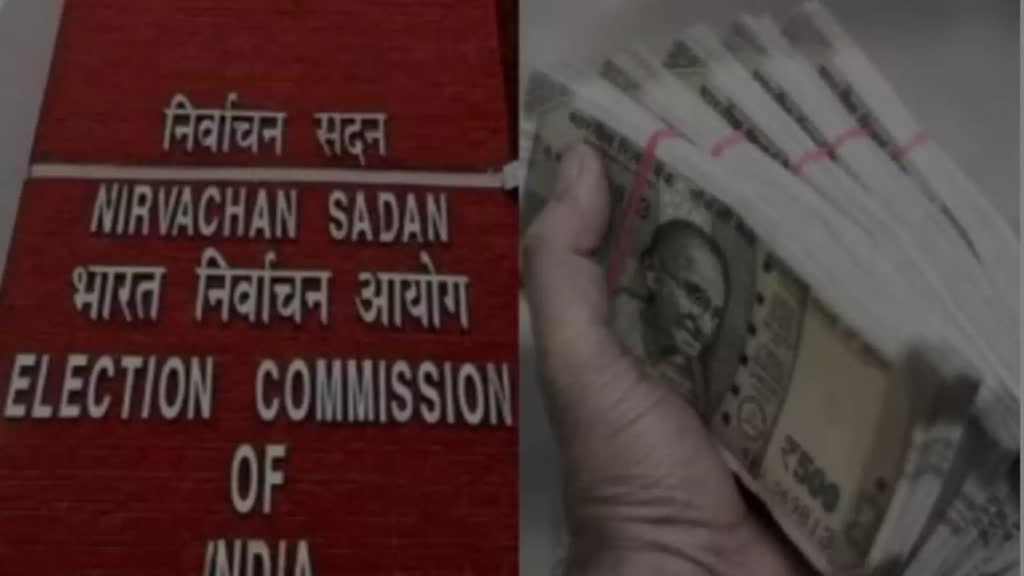 निर्वाचन सदन
NIRVACHAN SADAN
भारत निर्वाचन आयोग
ELECTION COMMISSION
OF
INDIA
₹500